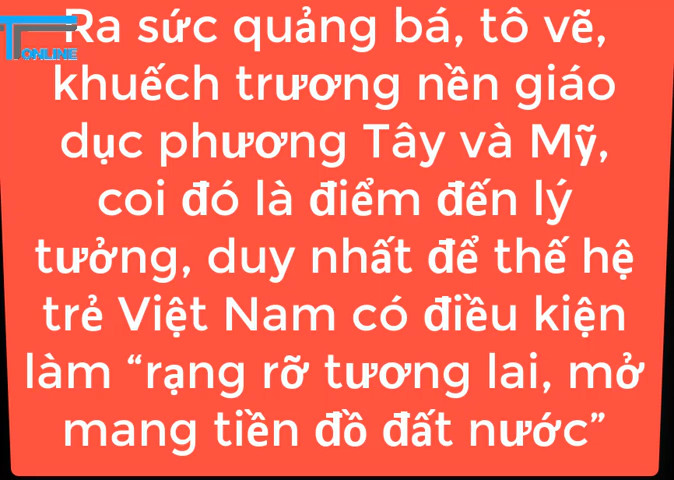 Ra sức quảng bá, tô vẽ,
ONLINE
khuếch trương nền giáo
dục phương Tây và Mỹ,
coi đó là điểm đến lý
tưởng, duy nhất để thế hệ
trẻ Việt Nam có điều kiện
làm “rạng rỡ tương lai, mở
mang tiền đồ đất nước”